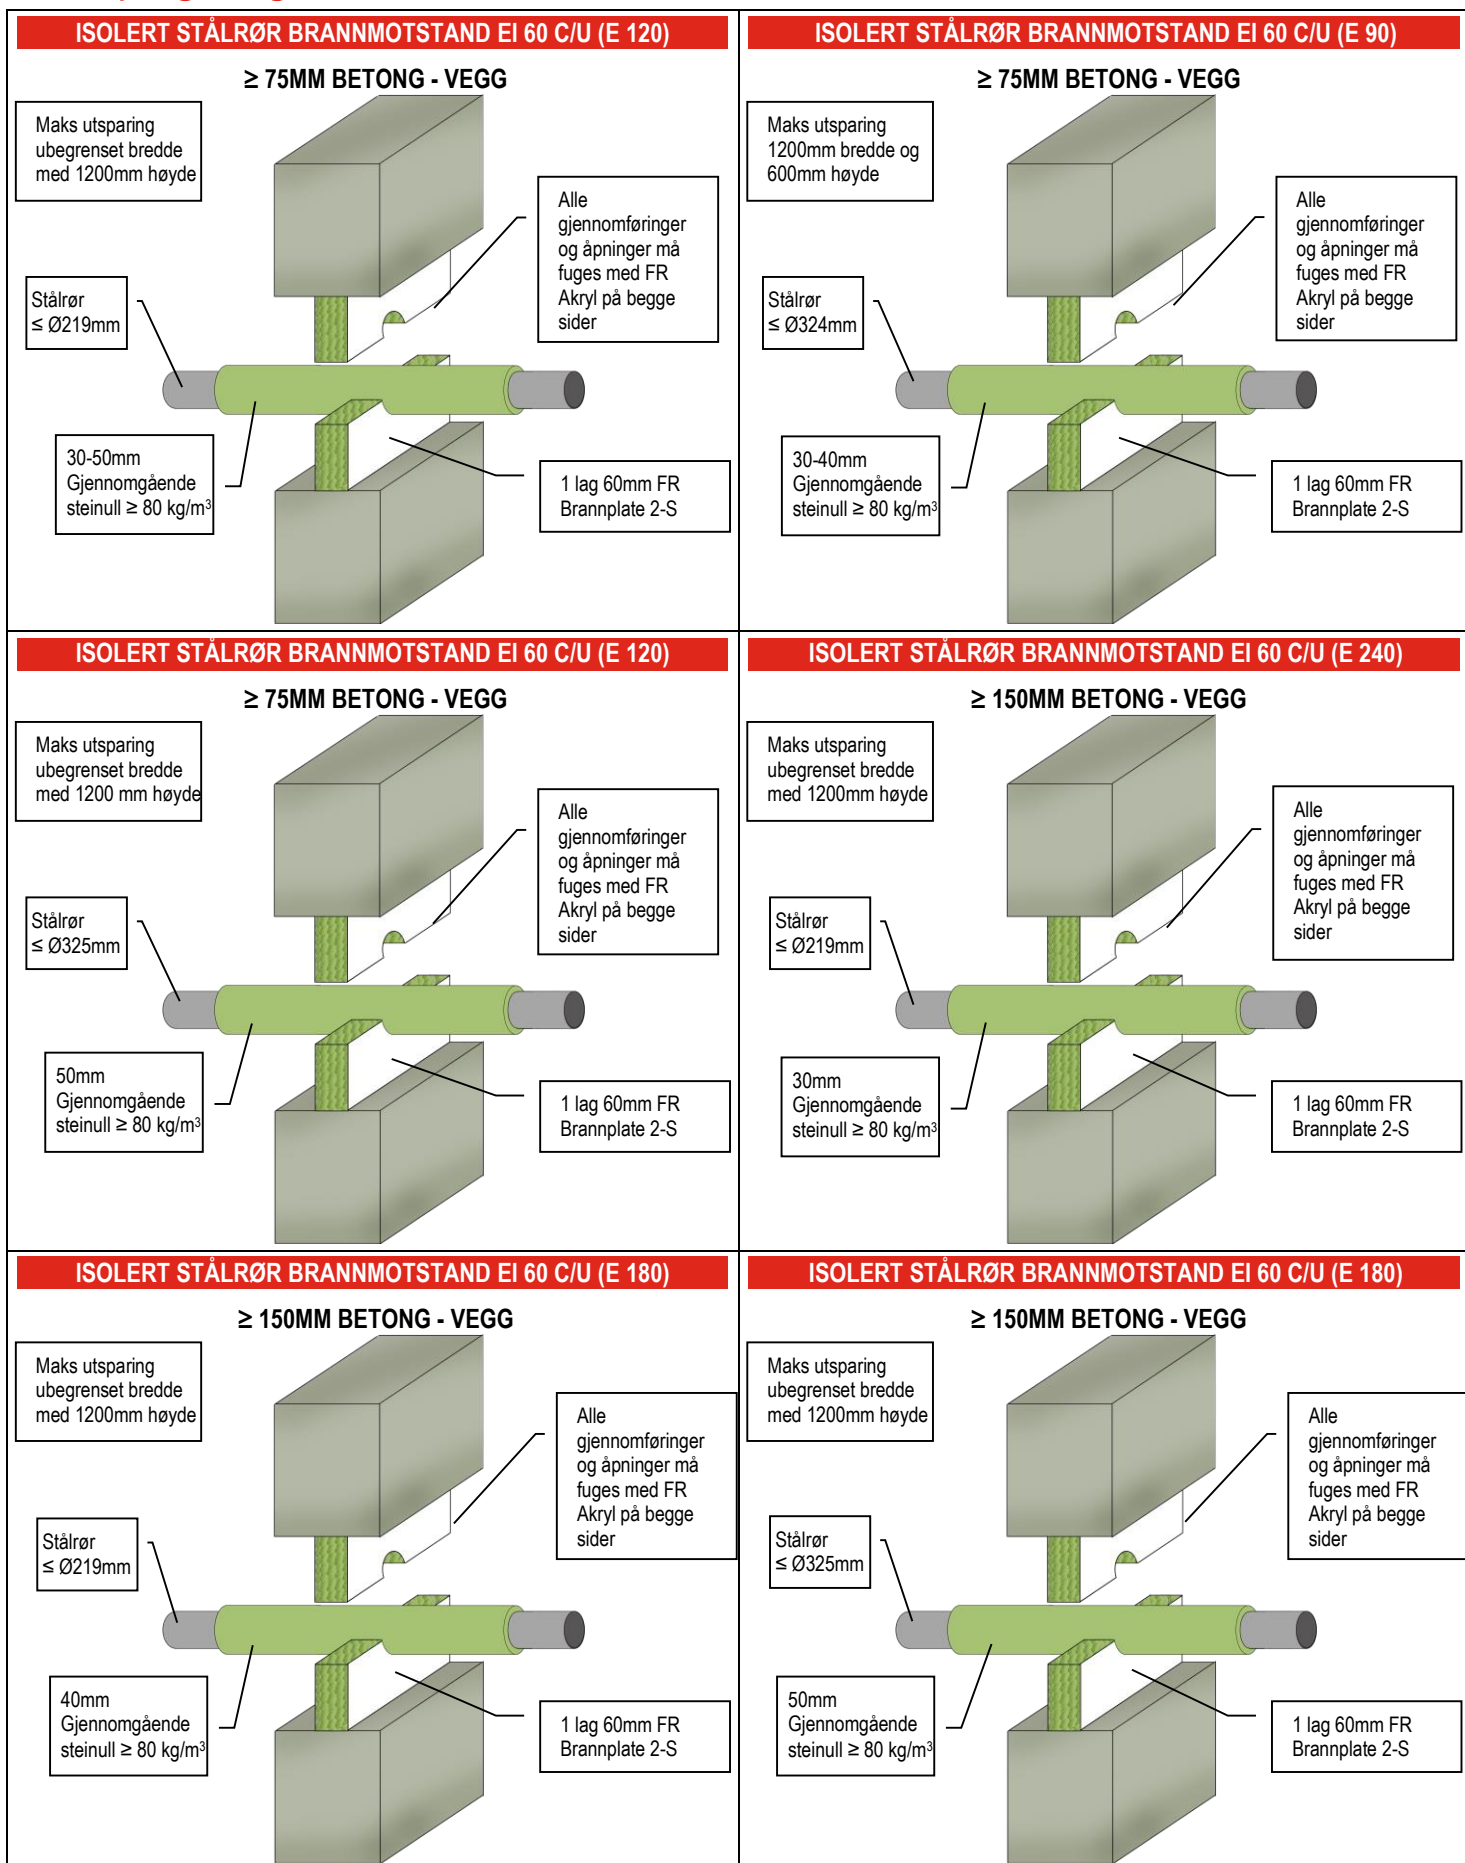 ISOLERT STÅLRØR BRANNMOTSTAND EI 60 C/U (E 120)
≥ 75MM BETONG - VEGG
Maks utsparing
ubegrenset bredde
med 1200mm høyde
Alle
gjennomføringer
og åpninger må
fuges med FR
Akryl på begge
sider
Stålrør
≤ Ø219mm
30-50mm
Gjennomgående
steinull ≥ 80 kg/m³
1 lag 60mm FR
Brannplate 2-S
ISOLERT STÅLRØR BRANNMOTSTAND EI 60 C/U (E 90)
≥ 75MM BETONG - VEGG
Maks utsparing
1200mm bredde og
600mm høyde
Alle
gjennomføringer
og åpninger må
fuges med FR
Akryl på begge
sider
Stålrør
≤ Ø324mm
30-40mm
Gjennomgående
steinull ≥ 80 kg/m³
1 lag 60mm FR
Brannplate 2-S
ISOLERT STÅLRØR BRANNMOTSTAND EI 60 C/U (E 120)
≥ 75MM BETONG - VEGG
Maks utsparing
ubegrenset bredde
med 1200 mm høyde
Alle
gjennomføringer
og åpninger må
fuges med FR
Akryl på begge
sider
Stålrør
≤ Ø325mm
50mm
Gjennomgående
steinull ≥ 80 kg/m³
1 lag 60mm FR
Brannplate 2-S
ISOLERT STÅLRØR BRANNMOTSTAND EI 60 C/U (E 240)
≥ 150MM BETONG - VEGG
Maks utsparing
ubegrenset bredde
med 1200mm høyde
Alle
gjennomføringer
og åpninger må
fuges med FR
Akryl på begge
sider
Stålrør
≤ Ø219mm
30mm
Gjennomgående
steinull ≥ 80 kg/m³
1 lag 60mm FR
Brannplate 2-S
ISOLERT STÅLRØR BRANNMOTSTAND EI 60 C/U (E 180)
≥ 150MM BETONG - VEGG
Maks utsparing
ubegrenset bredde
med 1200mm høyde
Alle
gjennomføringer
og åpninger må
fuges med FR
Akryl på begge
sider
Stålrør
≤ Ø219mm
40mm
Gjennomgående
steinull ≥ 80 kg/m³
1 lag 60mm FR
Brannplate 2-S
ISOLERT STÅLRØR BRANNMOTSTAND EI 60 C/U (E 180)
≥ 150MM BETONG - VEGG
Maks utsparing
ubegrenset bredde
med 1200mm høyde
Alle
gjennomføringer
og åpninger må
fuges med FR
Akryl på begge
sider
Stålrør
≤ Ø325mm
50mm
Gjennomgående
steinull ≥ 80 kg/m³
1 lag 60mm FR
Brannplate 2-S